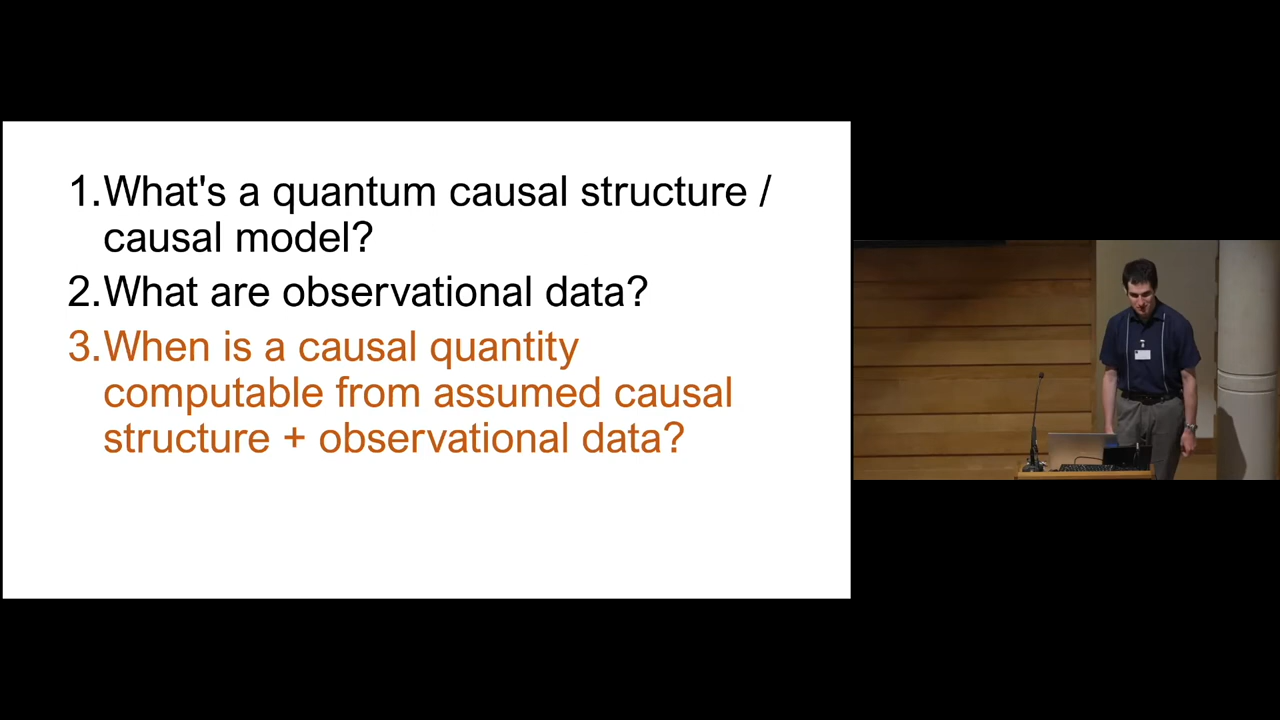 1.What's a quantum causal structure /
causal model?
2.What are observational data?
3.When is a causal quantity
computable from assumed causal
structure + observational data?